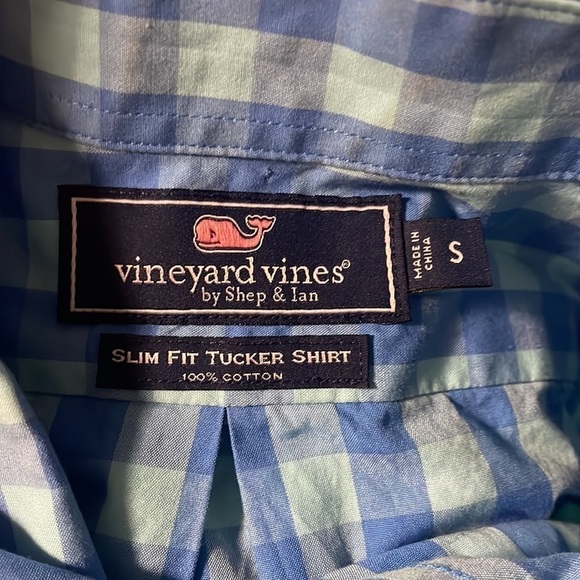 vineyard vines®
by Shep & Ian
MADE IN
CHINA
S
SLIM FIT TUCKER SHIRT
100% COTTON